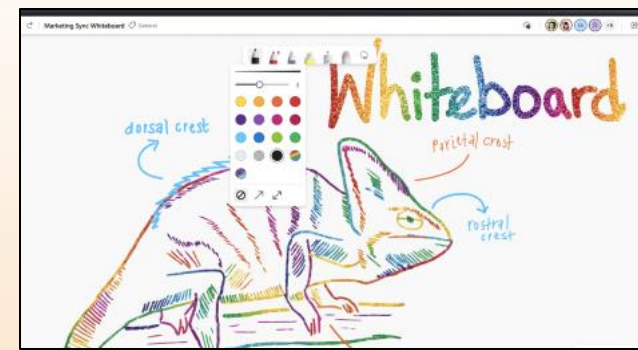 Marketing Sync Whiteboard General
Whiteboard
dorsal crest
parietal crest
rostral
crest